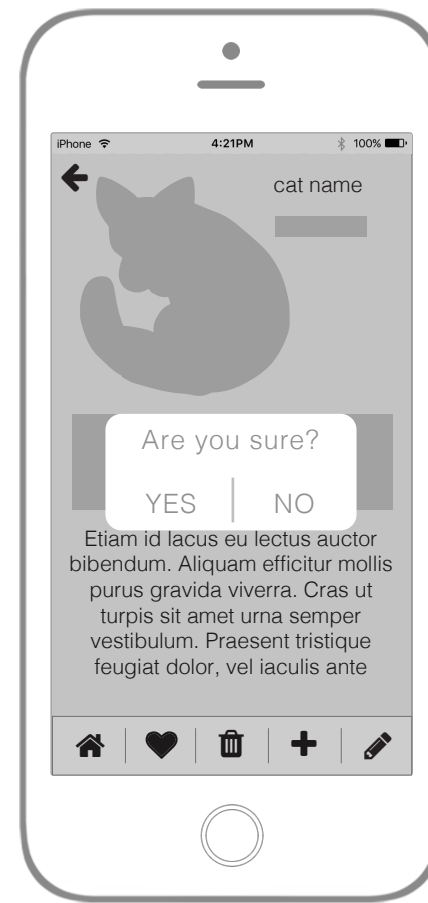 iPhone 4:21PM 100%
cat name
Are you sure?
YES NO
Etiam id lacus eu lectus auctor
bibendum. Aliquam efficitur mollis
purus gravida viverra. Cras ut
turpis sit amet urna semper
vestibulum. Praesent tristique
feugiat dolor, vel iaculis ante